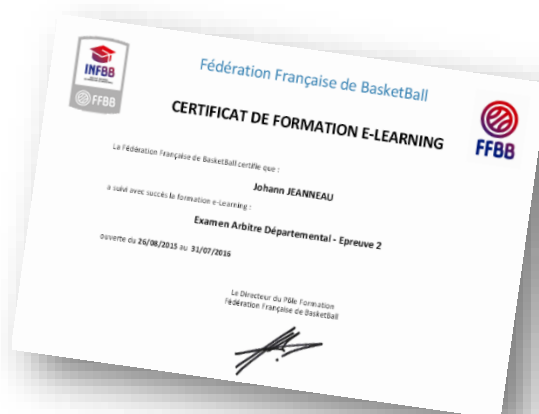 INFBB
FFBB
Fédération Française de BasketBall
CERTIFICAT DE FORMATION E-LEARNING
FFBB
La Fédération Française de BasketBall certifie que :
Johann JEANNEAU
a suivi avec succès la formation e-Learning :
Examen Arbitre Départemental - Epreuve 2
ouverte du 26/08/2015 au 31/07/2016
Le Directeur du Pôle Formation
Fédération Française de BasketBall